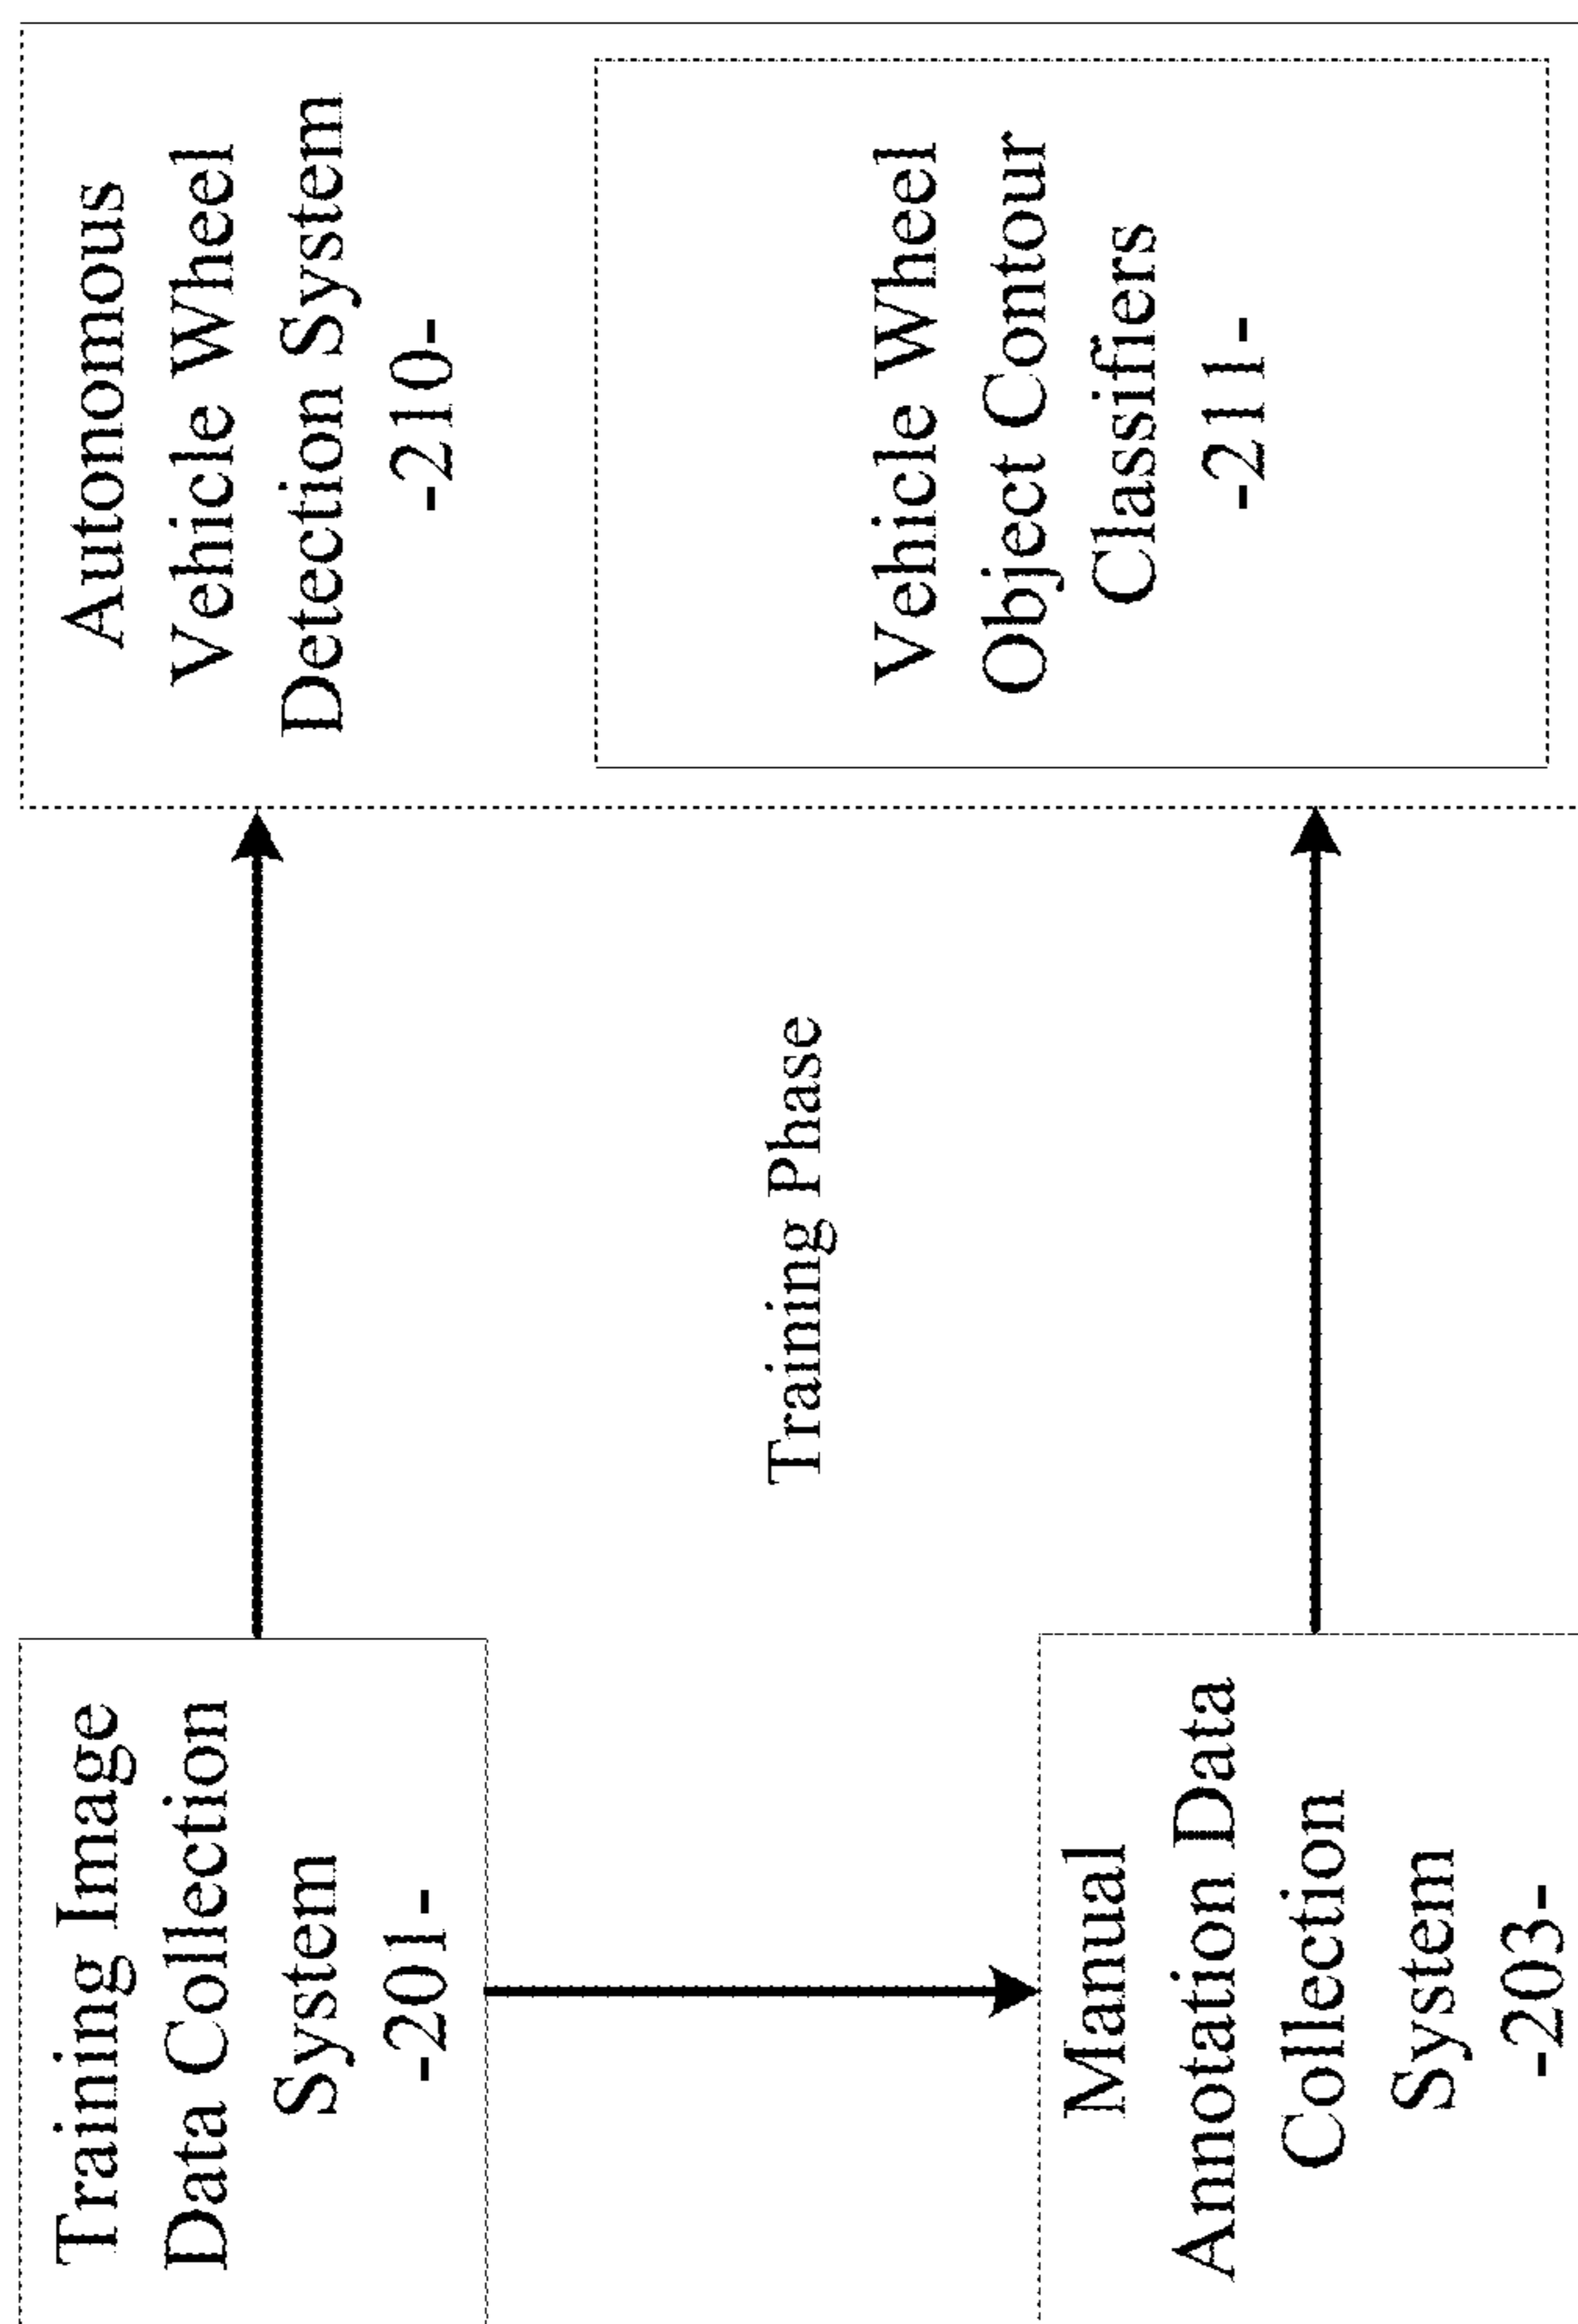 Training Image
Data Collection
System
-201-
Manual
Annotation Data
Collection
System
-203-
Training Phase
Autonomous
Vehicle Wheel
Detection System
-210-
Vehicle Wheel
Object Contour
Classifiers
-211-